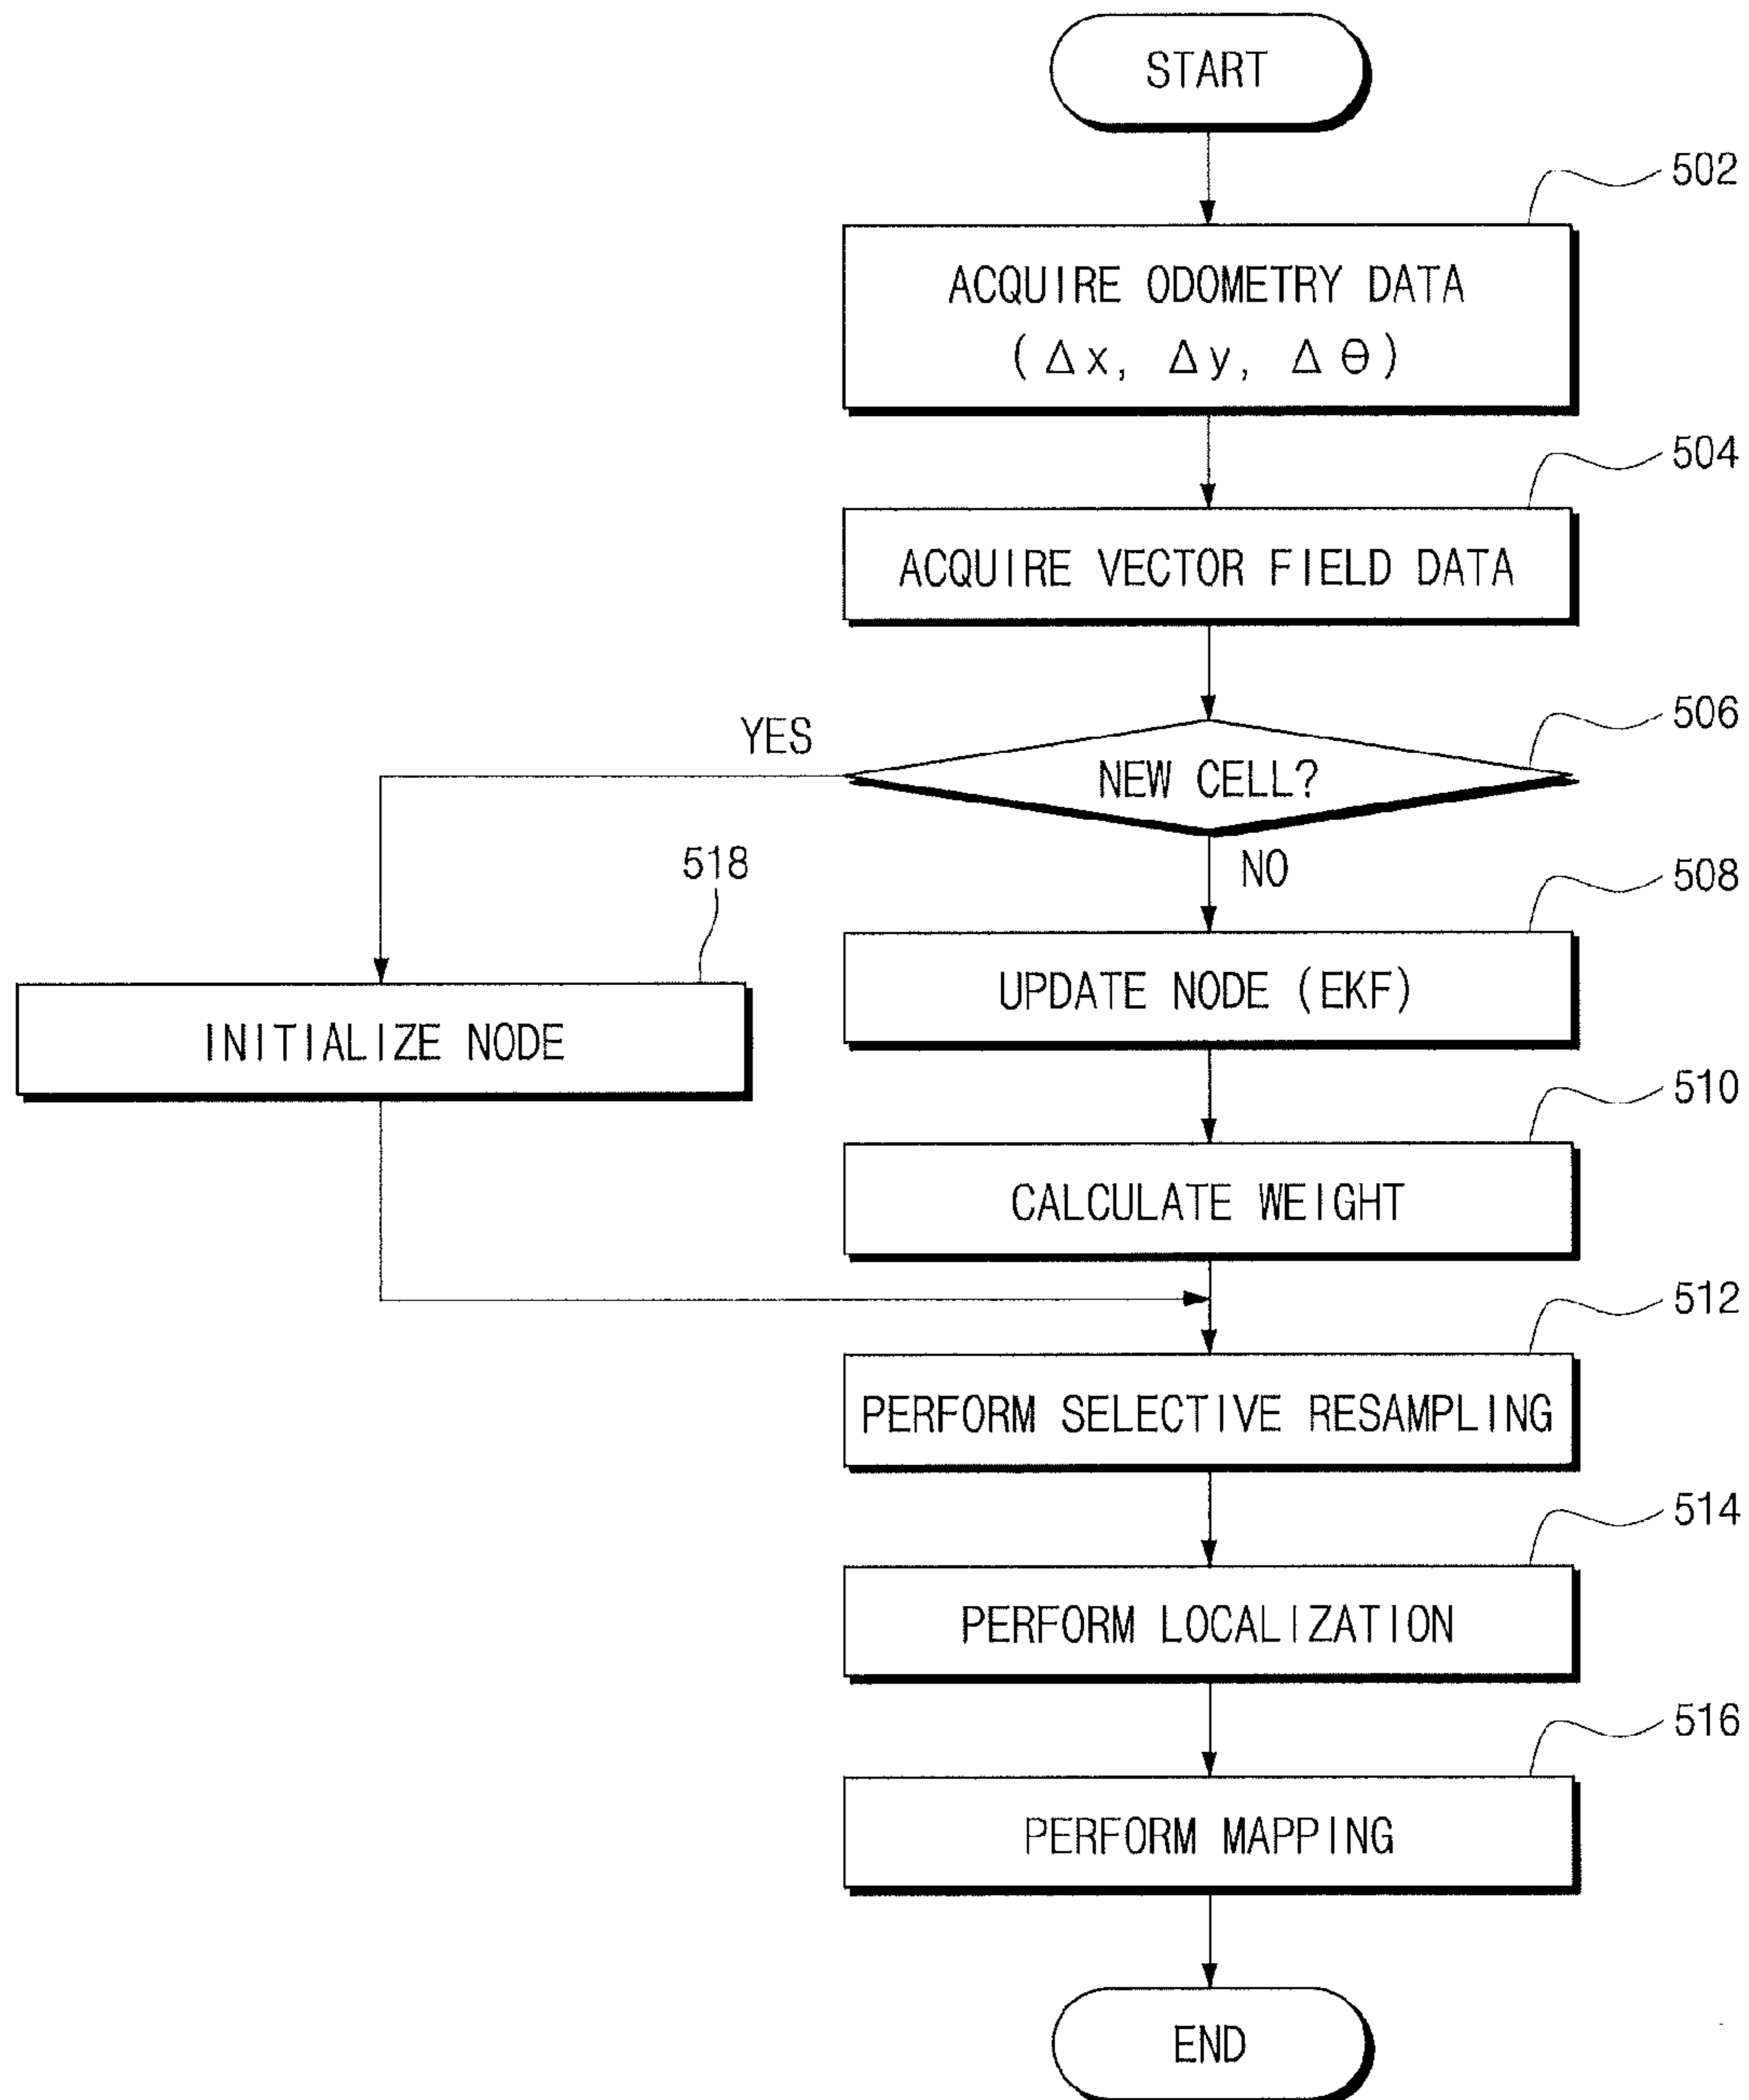 START
502
ACQUIRE ODOMETRY DATA
(Δx, Δy, Δθ)
504
ACQUIRE VECTOR FIELD DATA
506
YES
NEW CELL?
NO
518
508
UPDATE NODE (EKF)
INITIALIZE NODE
510
CALCULATE WEIGHT
512
PERFORM SELECTIVE RESAMPLING
514
PERFORM LOCALIZATION
516
PERFORM MAPPING
END